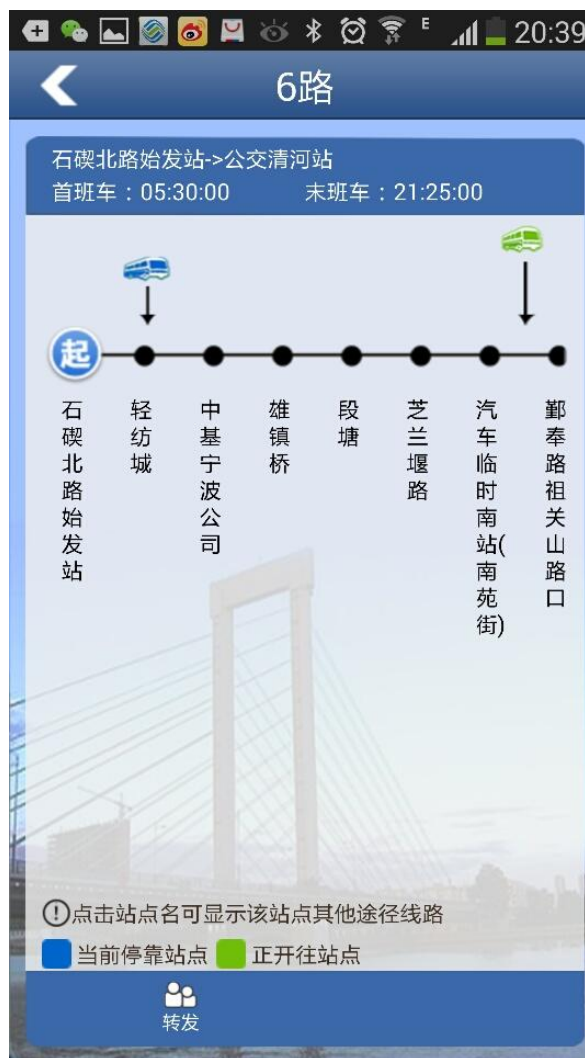 E 20:39
6路
石碶北路始发站->公交清河站
首班车：05:30:00 末班车：21:25:00
起
石碶北路始发站
轻纺城
中基宁波公司
雄镇桥
段塘
芝兰堰路
汽车临时南站(南苑街)
鄞奉路祖关山路口
点击站点名可显示该站点其他途径线路
当前停靠站点 正开往站点
转发